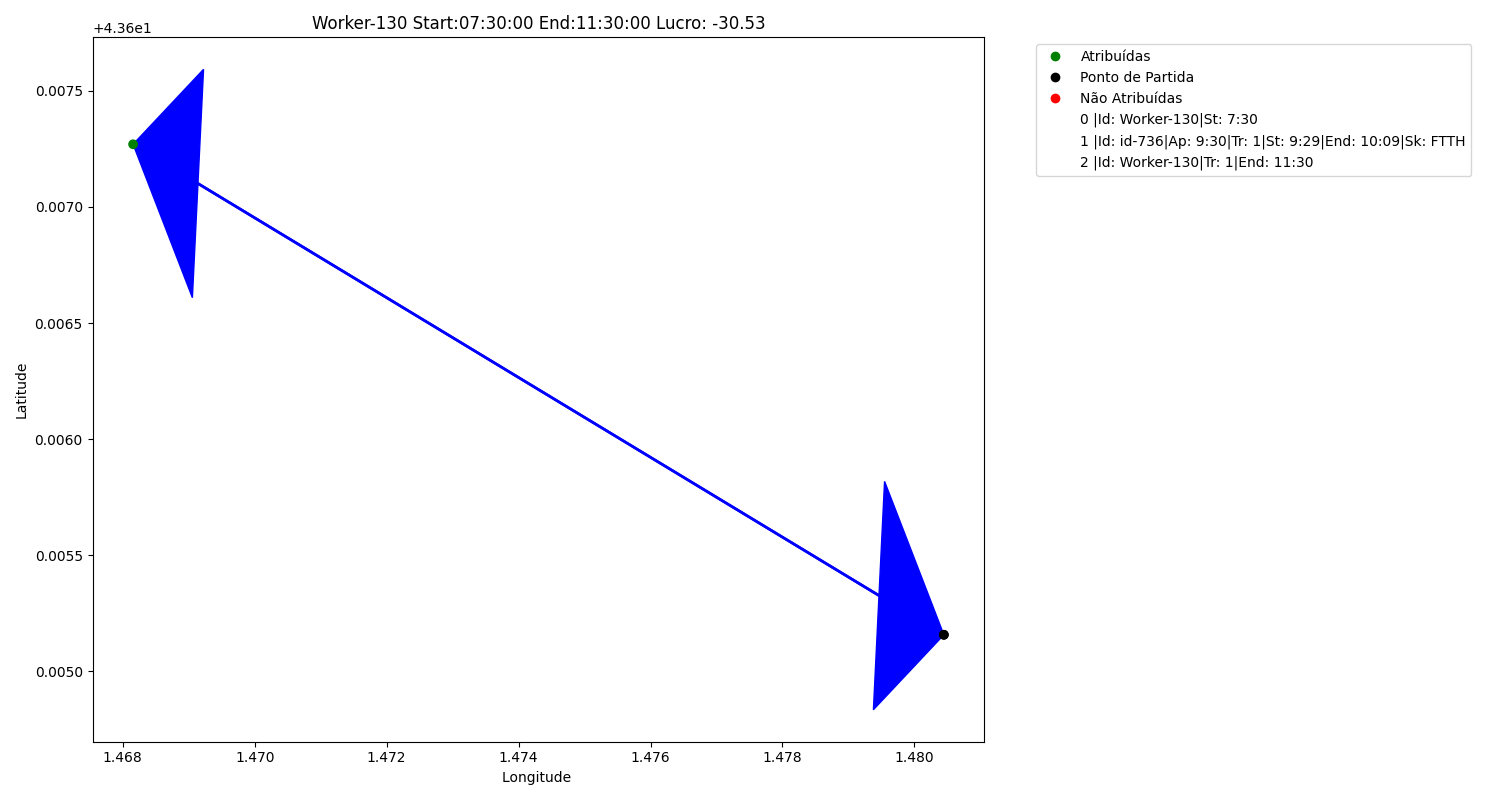 Worker-130 Start:07:30:00 End:11:30:00 Lucro: -30.53
+4.36e1
0.0075
0.0070
0.0065
0.0060
0.0055
0.0050
Latitude
1.468 1.470 1.472 1.474 1.476 1.478 1.480
Longitude
Atribuídas
Ponto de Partida
Não Atribuídas
0 |Id: Worker-130|St: 7:30
1 |Id: id-736|Ap: 9:30|Tr: 1|St: 9:29|End: 10:09|Sk: FTTH
2 |Id: Worker-130|Tr: 1|End: 11:30